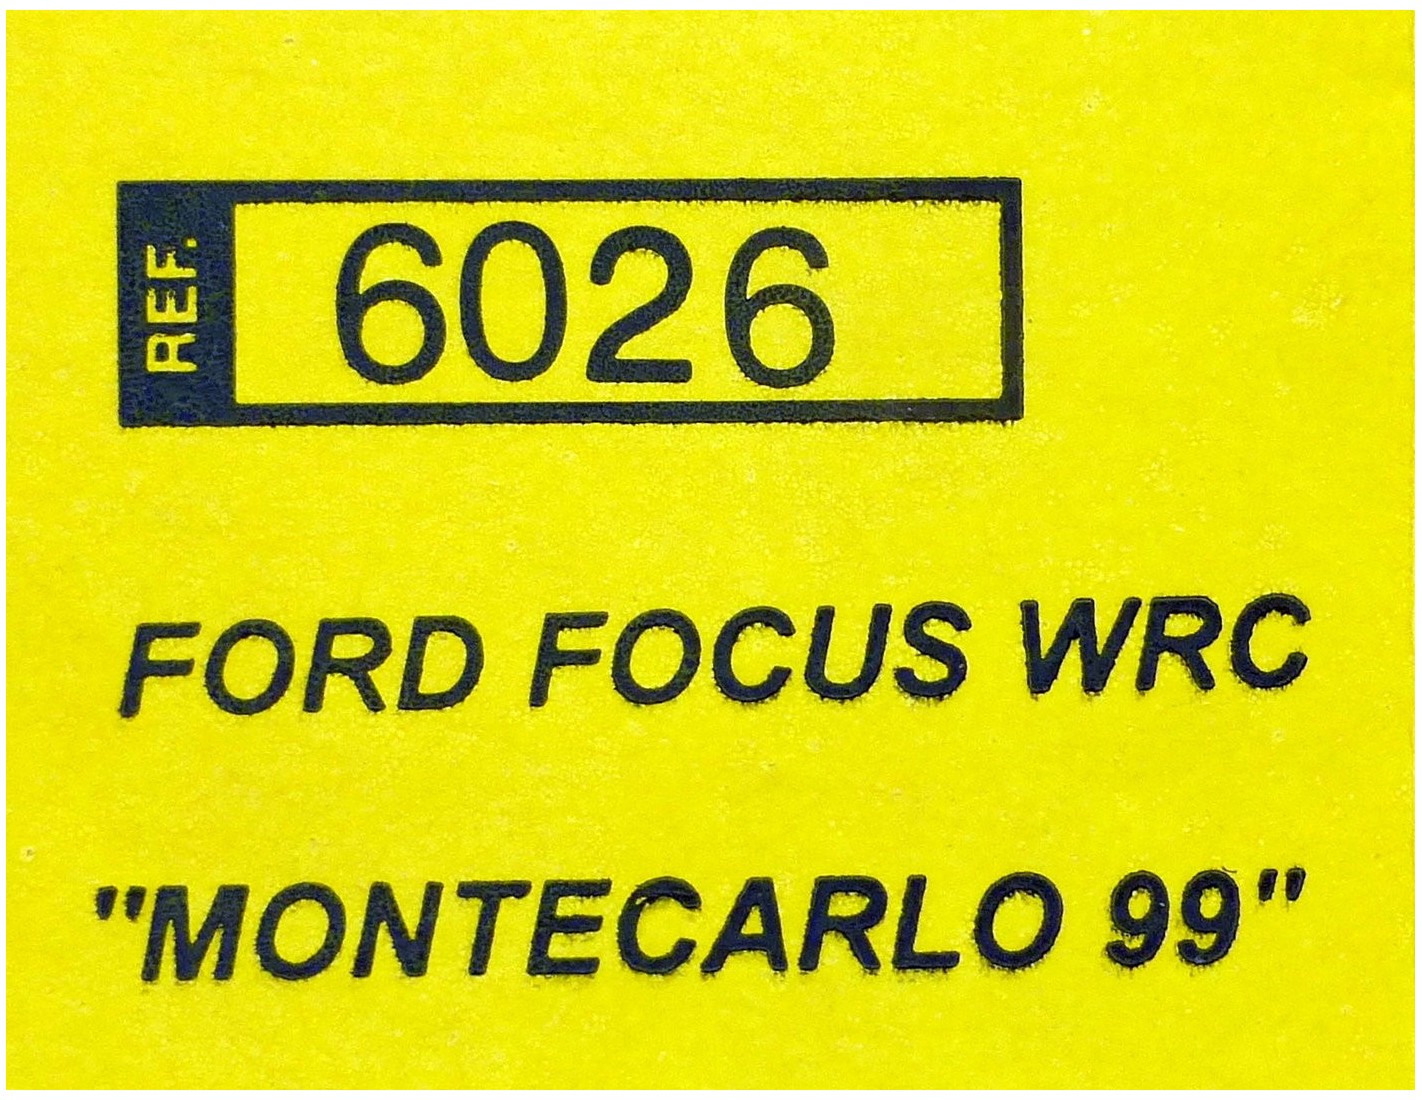 REF. 6026
FORD FOCUS WRC
"MONTECARLO 99"